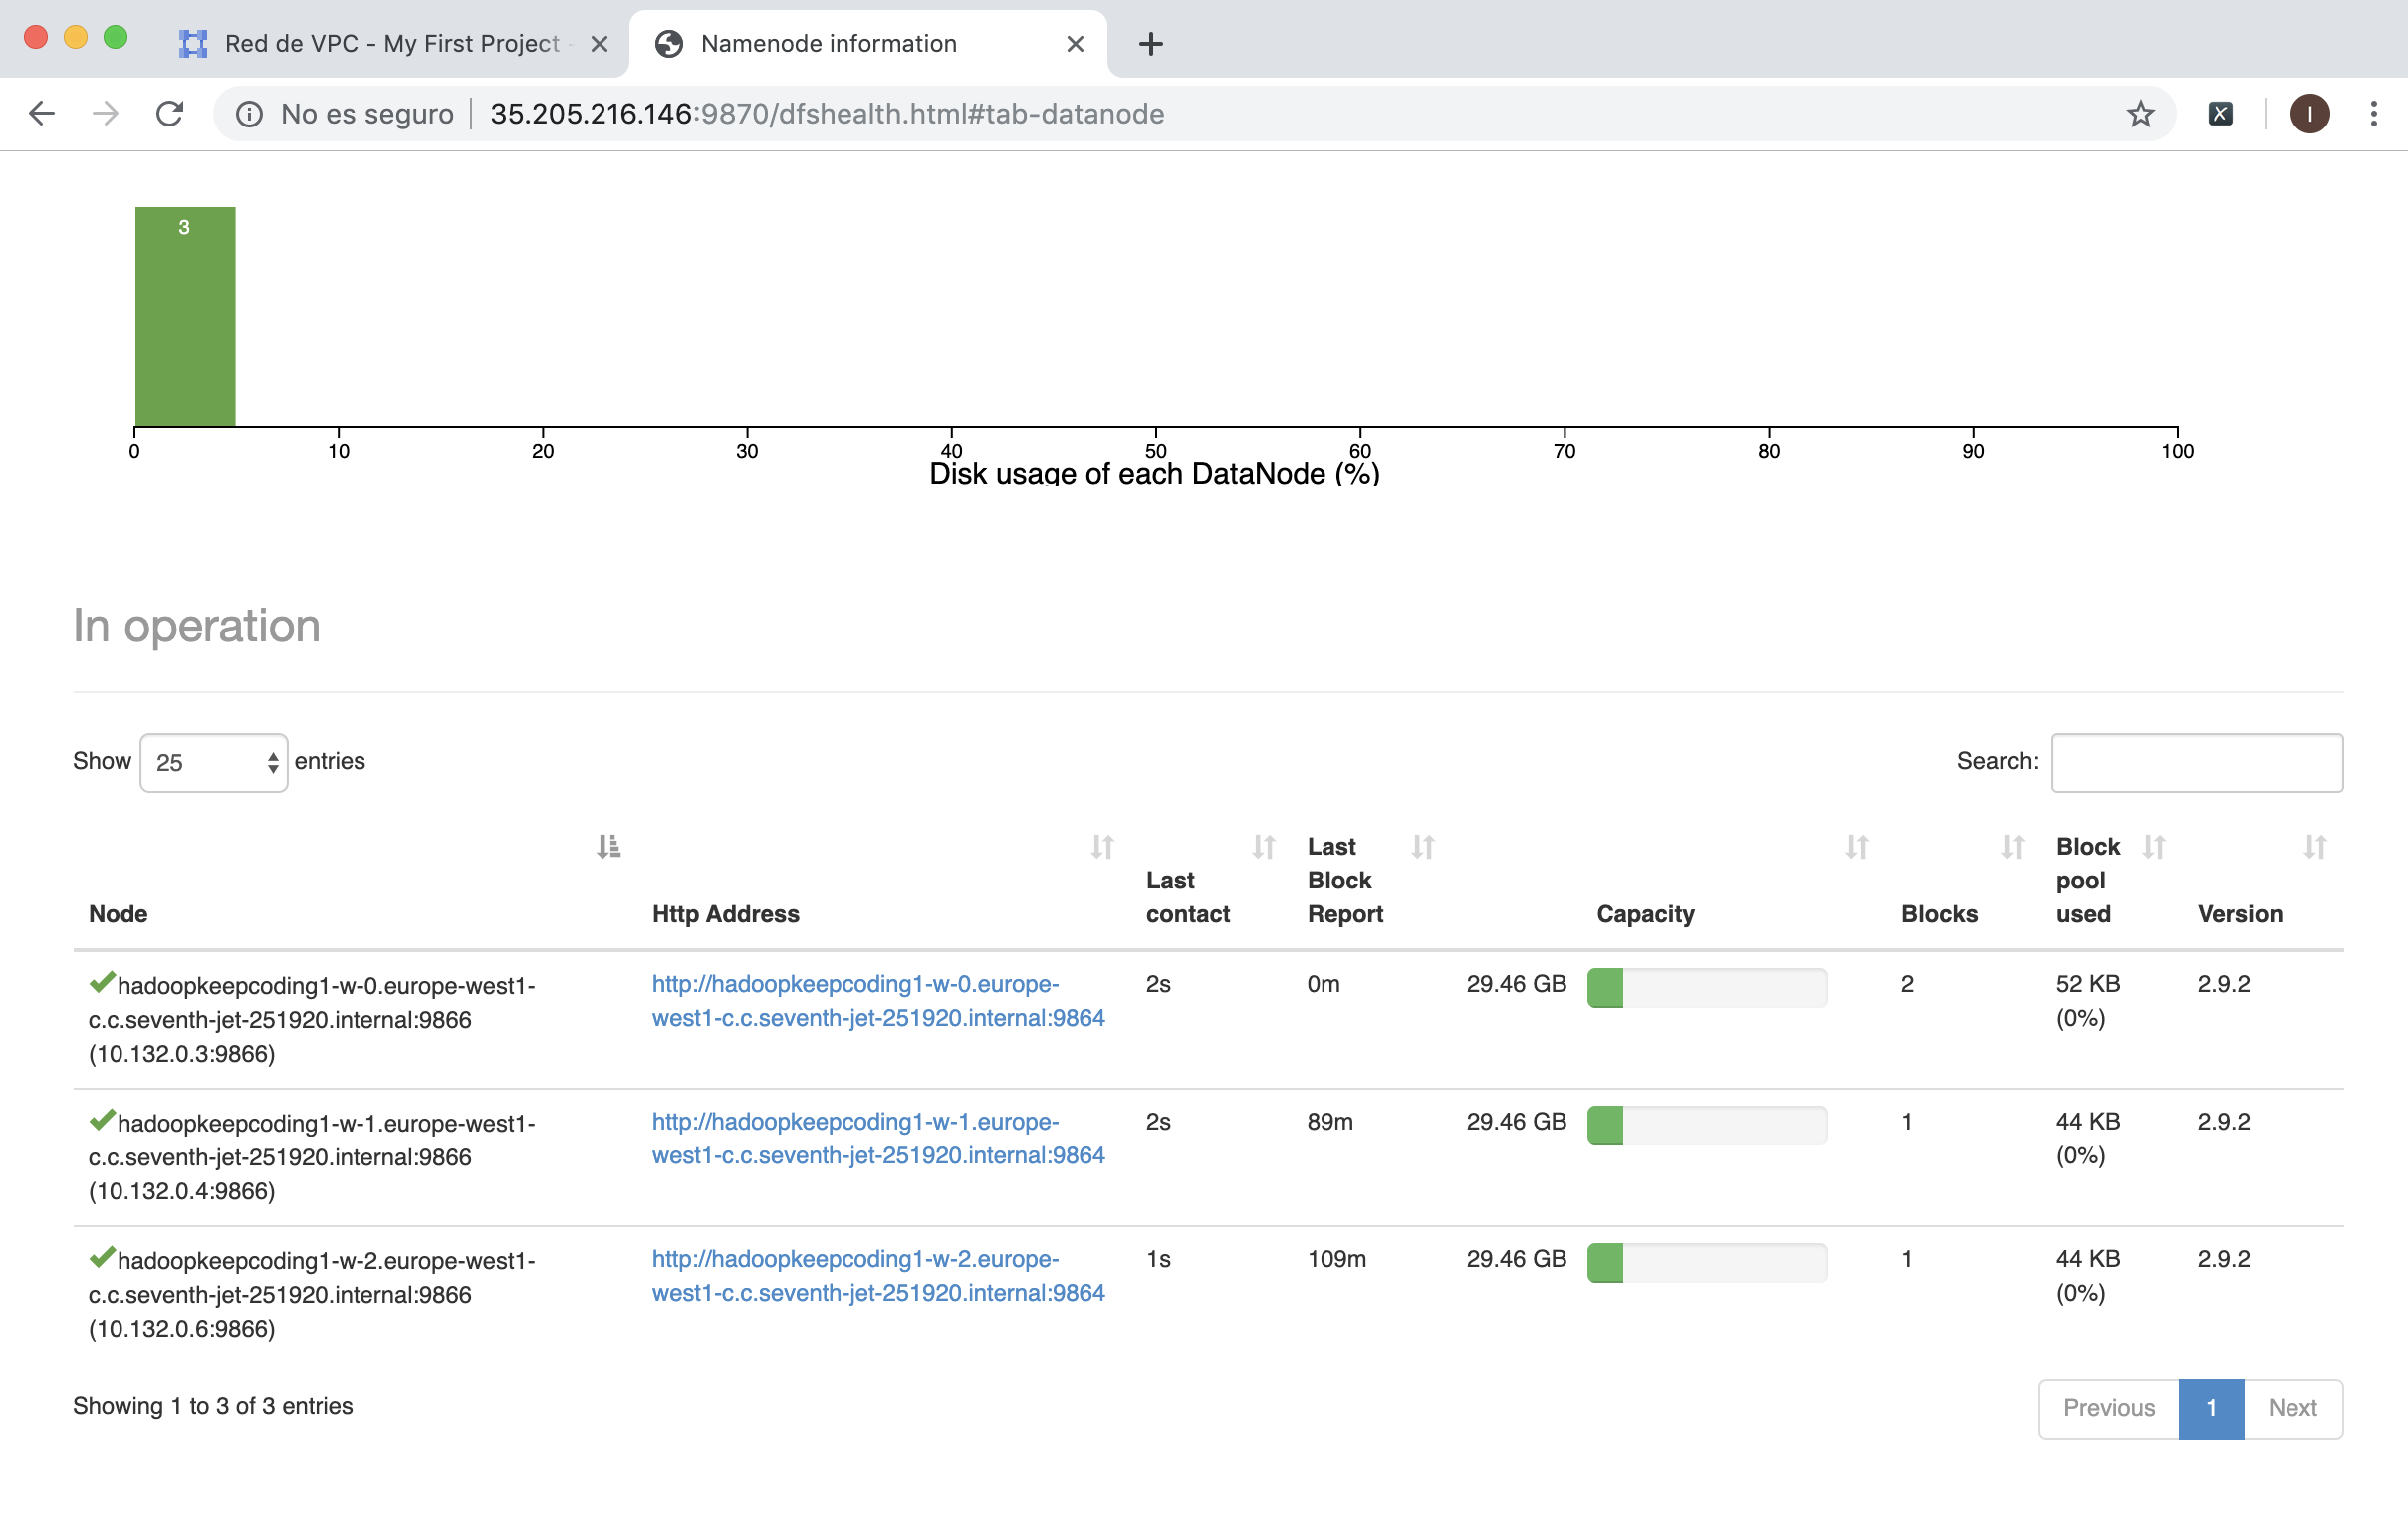 Red de VPC - My First Project -
Namenode information
No es seguro
35.205.216.146:9870/dfshealth.html#tab-datanode
I
3
0 10 20 30 40 50 60 70 80 90 100
Disk usage of each DataNode (%)
In operation
Show 25 entries
Search:
Node
Http Address
Last
contact
Last
Block
Report
Capacity
Blocks
Block
pool
used
Version
hadoopkeepcoding1-w-0.europe-west1-
c.c.seventh-jet-251920.internal:9866
(10.132.0.3:9866)
http://hadoopkeepcoding1-w-0.europe-
west1-c.c.seventh-jet-251920.internal:9864
2s
0m
29.46 GB
2
52 KB
(0%)
2.9.2
hadoopkeepcoding1-w-1.europe-west1-
c.c.seventh-jet-251920.internal:9866
(10.132.0.4:9866)
http://hadoopkeepcoding1-w-1.europe-
west1-c.c.seventh-jet-251920.internal:9864
2s
89m
29.46 GB
1
44 KB
(0%)
2.9.2
hadoopkeepcoding1-w-2.europe-west1-
c.c.seventh-jet-251920.internal:9866
(10.132.0.6:9866)
http://hadoopkeepcoding1-w-2.europe-
west1-c.c.seventh-jet-251920.internal:9864
1s
109m
29.46 GB
1
44 KB
(0%)
2.9.2
Showing 1 to 3 of 3 entries
Previous 1 Next